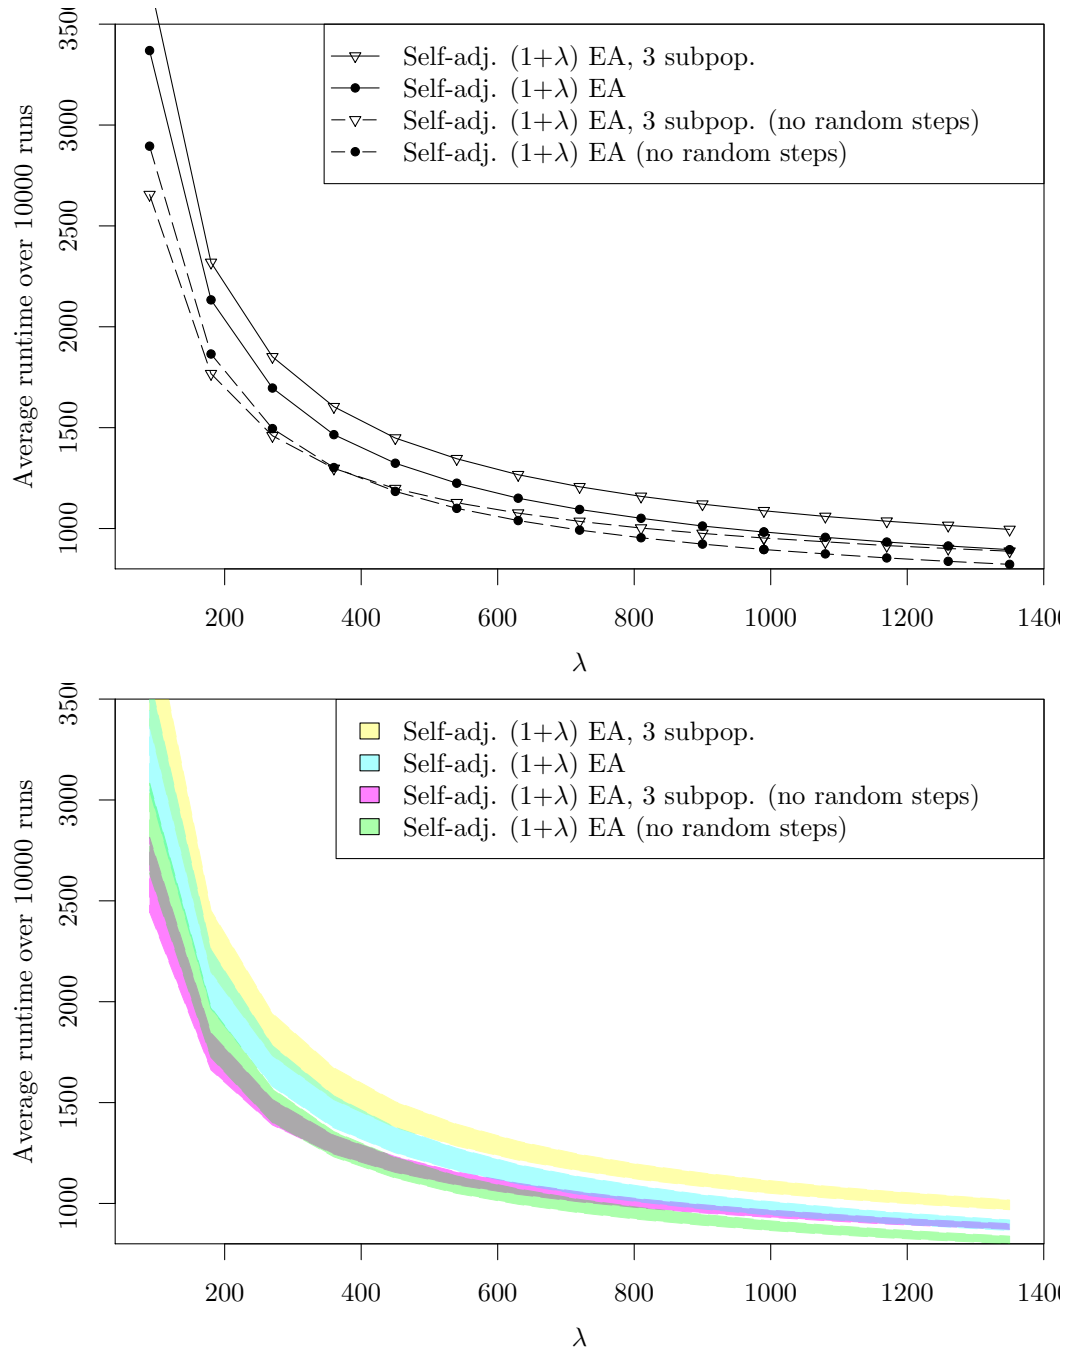 Average runtime over 10000 runs
3500
3000
2500
2000
1500
1000
Self-adj. (1+λ) EA, 3 subpop.
Self-adj. (1+λ) EA
Self-adj. (1+λ) EA, 3 subpop. (no random steps)
Self-adj. (1+λ) EA (no random steps)
200 400 600 800 1000 1200 1400
λ
Average runtime over 10000 runs
3500
3000
2500
2000
1500
1000
Self-adj. (1+λ) EA, 3 subpop.
Self-adj. (1+λ) EA
Self-adj. (1+λ) EA, 3 subpop. (no random steps)
Self-adj. (1+λ) EA (no random steps)
200 400 600 800 1000 1200 1400
λ